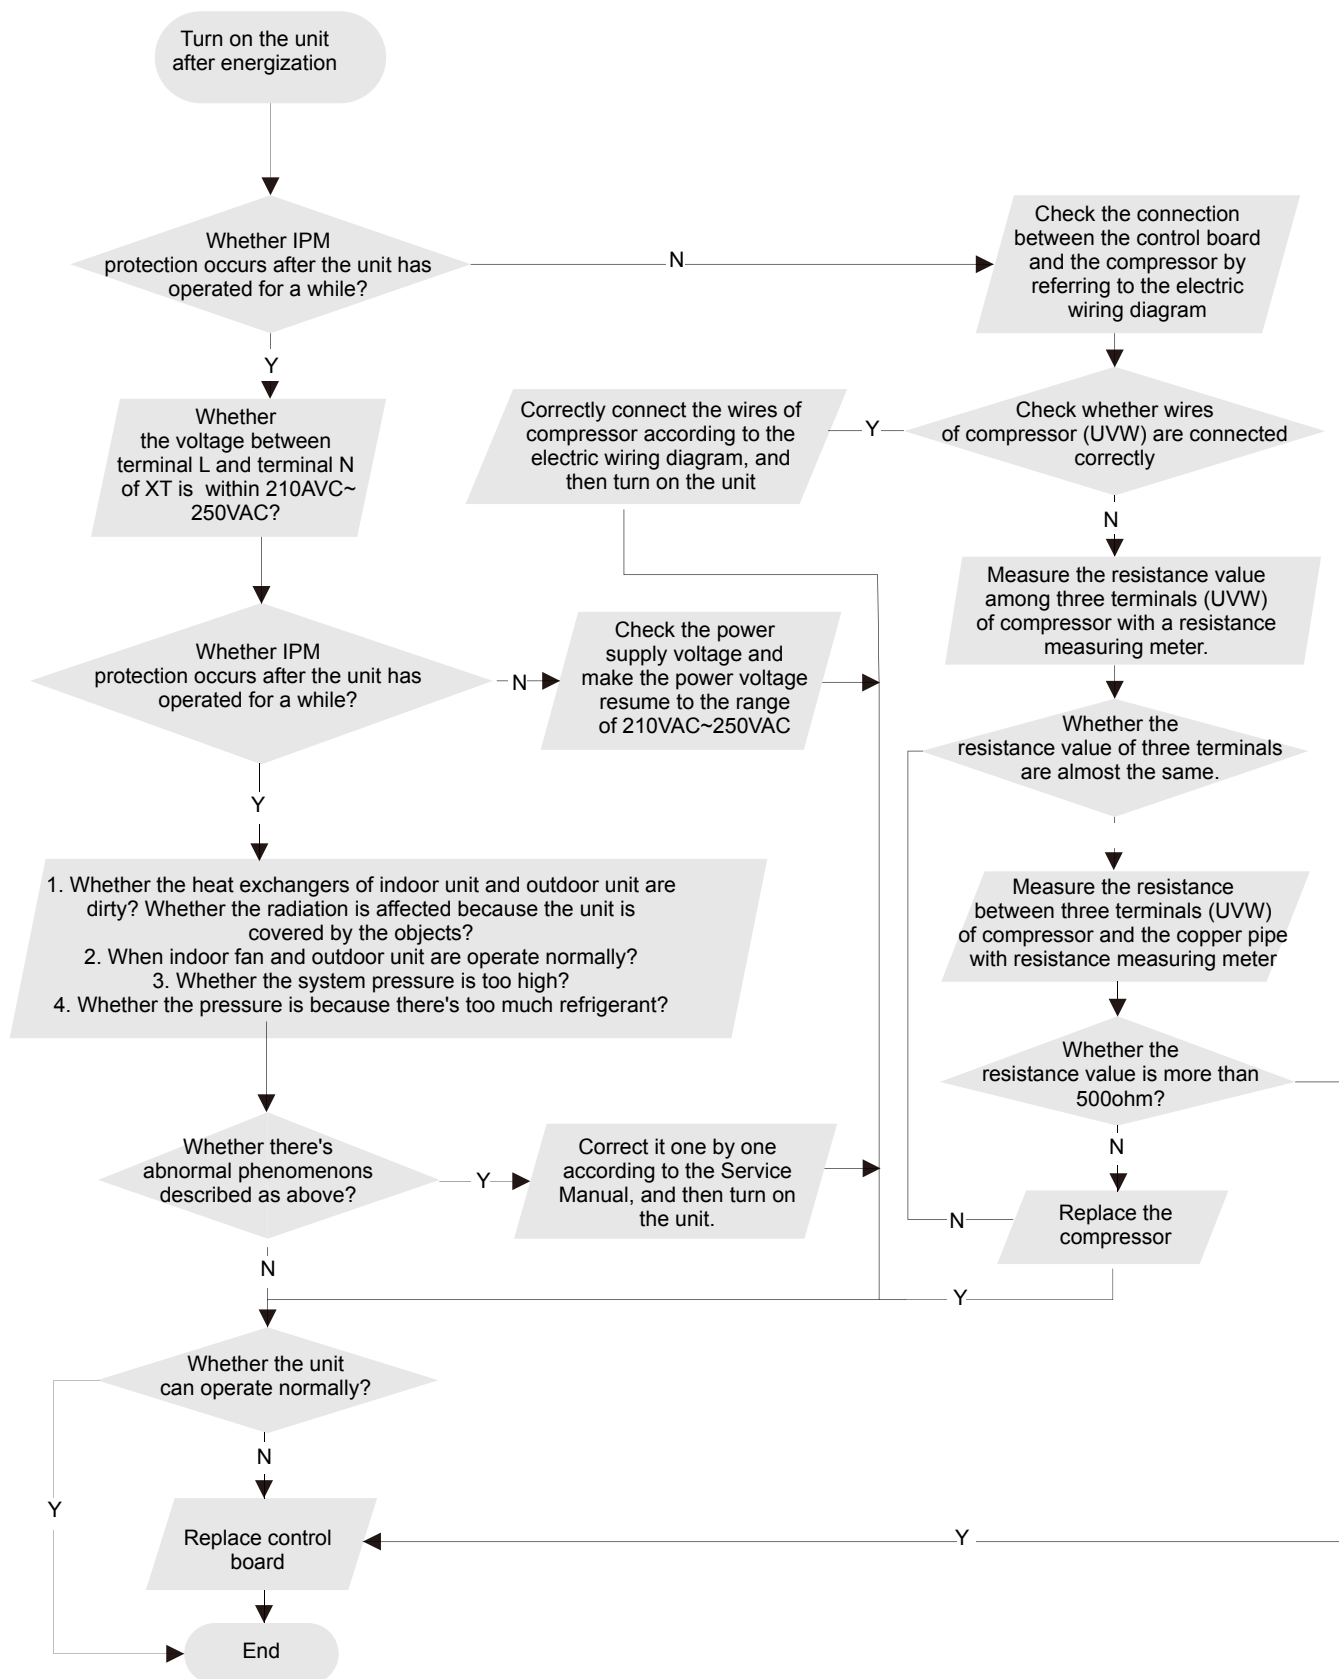 Turn on the unit
after energization
Whether IPM
protection occurs after the unit has
operated for a while?
N
Check the connection
between the control board
and the compressor by
referring to the electric
wiring diagram
Y
Whether
the voltage between
terminal L and terminal N
of XT is within 210AVC~
250VAC?
Correctly connect the wires of
compressor according to the
electric wiring diagram, and
then turn on the unit
Y
Check whether wires
of compressor (UVW) are connected
correctly
N
Measure the resistance value
among three terminals (UVW)
of compressor with a resistance
measuring meter.
Whether IPM
protection occurs after the unit has
operated for a while?
N
Check the power
supply voltage and
make the power voltage
resume to the range
of 210VAC~250VAC
Whether the
resistance value of three terminals
are almost the same.
Y
1. Whether the heat exchangers of indoor unit and outdoor unit are
dirty? Whether the radiation is affected because the unit is
covered by the objects?
2. When indoor fan and outdoor unit are operate normally?
3. Whether the system pressure is too high?
4. Whether the pressure is because there's too much refrigerant?
Measure the resistance
between three terminals (UVW)
of compressor and the copper pipe
with resistance measuring meter
Whether the
resistance value is more than
500ohm?
N
Whether there's
abnormal phenomenons
described as above?
Y
Correct it one by one
according to the Service
Manual, and then turn on
the unit.
N
Replace the
compressor
N
Y
Whether the unit
can operate normally?
N
Y
Replace control
board
Y
End